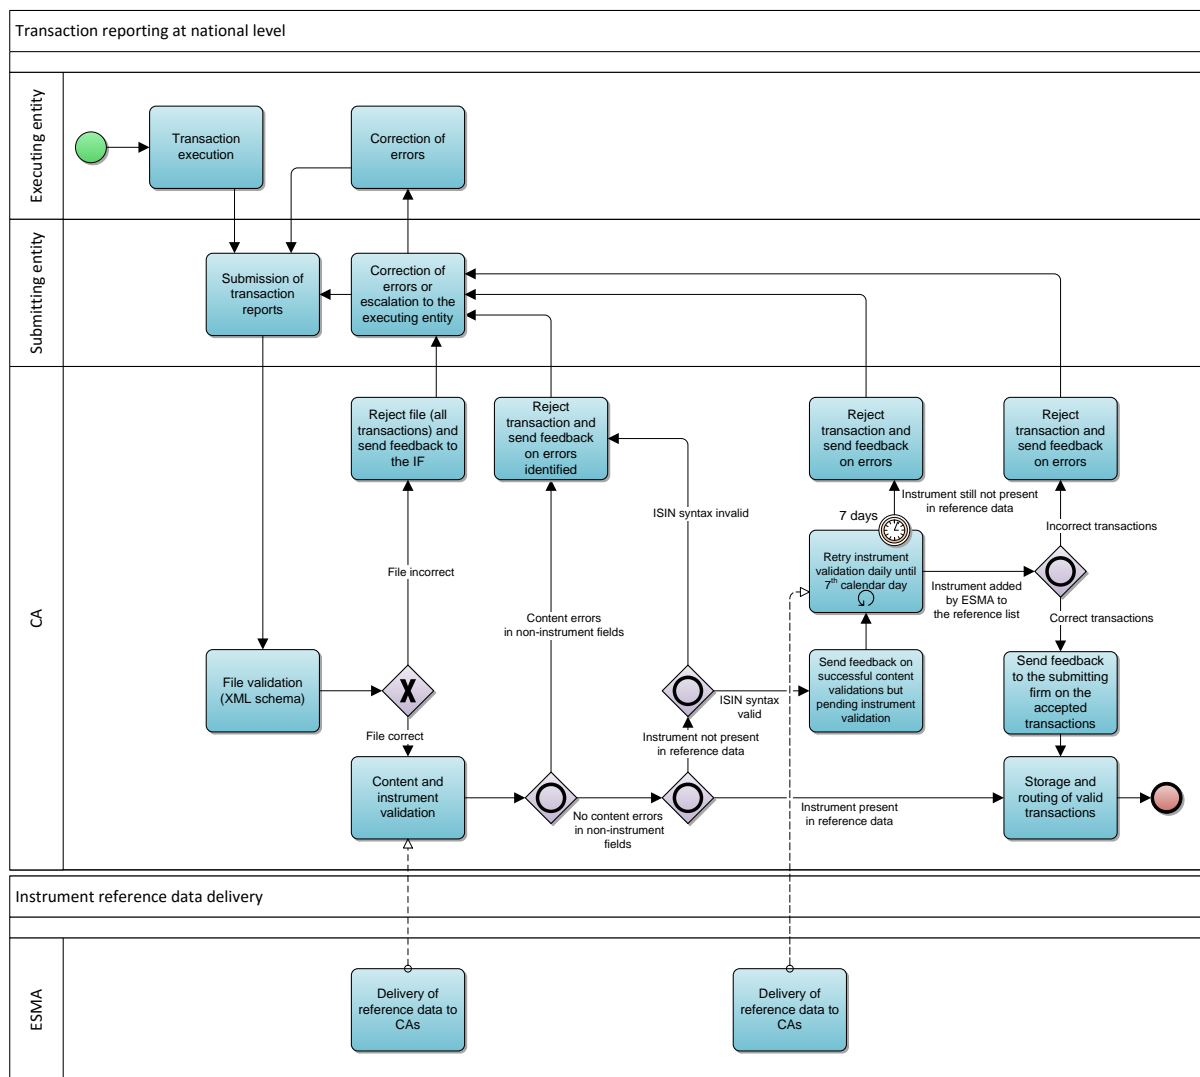 Transaction reporting at national level
Executing entity
Transaction
execution
Correction of
errors
Submitting entity
Submission of
transaction
reports
Correction of
errors or
escalation to the
executing entity
CA
Reject file (all
transactions) and
send feedback to
the IF
Reject
transaction and
send feedback
on errors
identified
Reject
transaction and
send feedback
on errors
Reject
transaction and
send feedback
on errors
Instrument still not present
in reference data
7 days
ISIN syntax invalid
Incorrect transactions
File incorrect
Retry instrument
validation daily until
7th calendar day
Instrument added
by ESMA to
the reference list
Content errors
in non-instrument fields
Correct transactions
File validation
(XML schema)
X
Send feedback on
successful content
validations but
pending instrument
validation
Send feedback
to the submitting
firm on the
accepted
transactions
ISIN syntax
valid
File correct
Instrument not present
in reference data
Content and
instrument
validation
No content errors
in non-instrument
fields
Instrument present
in reference data
Storage and
routing of valid
transactions
Instrument reference data delivery
ESMA
Delivery of
reference data to
CAs
Delivery of
reference data to
CAs